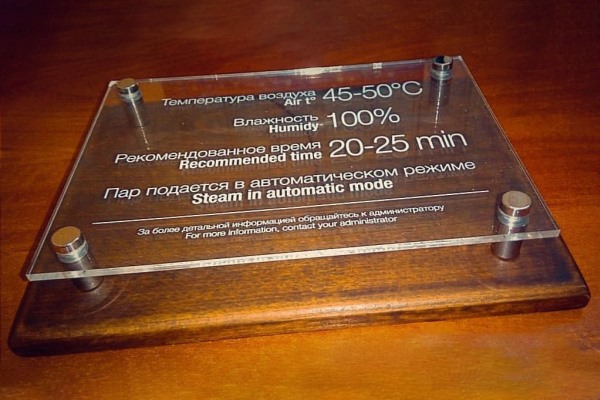 Температура воздуха 45-50°C
Air t°
Влажность 100%
Humidy
Рекомендованное время 20-25 min
Recommended time
Пар подается в автоматическом режиме
Steam in automatic mode
За более детальной информацией обращайтесь к администратору
For more information, contact your administrator